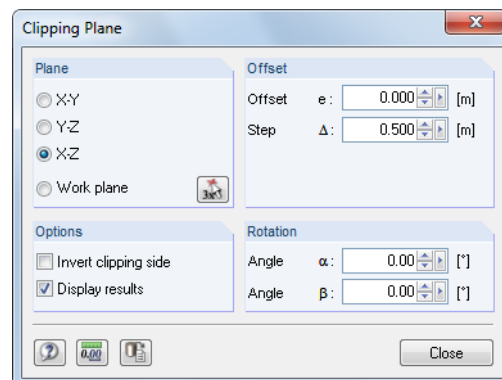 Clipping Plane
Plane
X-Y
Y-Z
X-Z
Work plane
3x
Offset
Offset e : 0.000 [m]
Step Δ : 0.500 [m]
Options
Invert clipping side
Display results
Rotation
Angle α : 0.00 [°]
Angle β : 0.00 [°]
0.00
Close